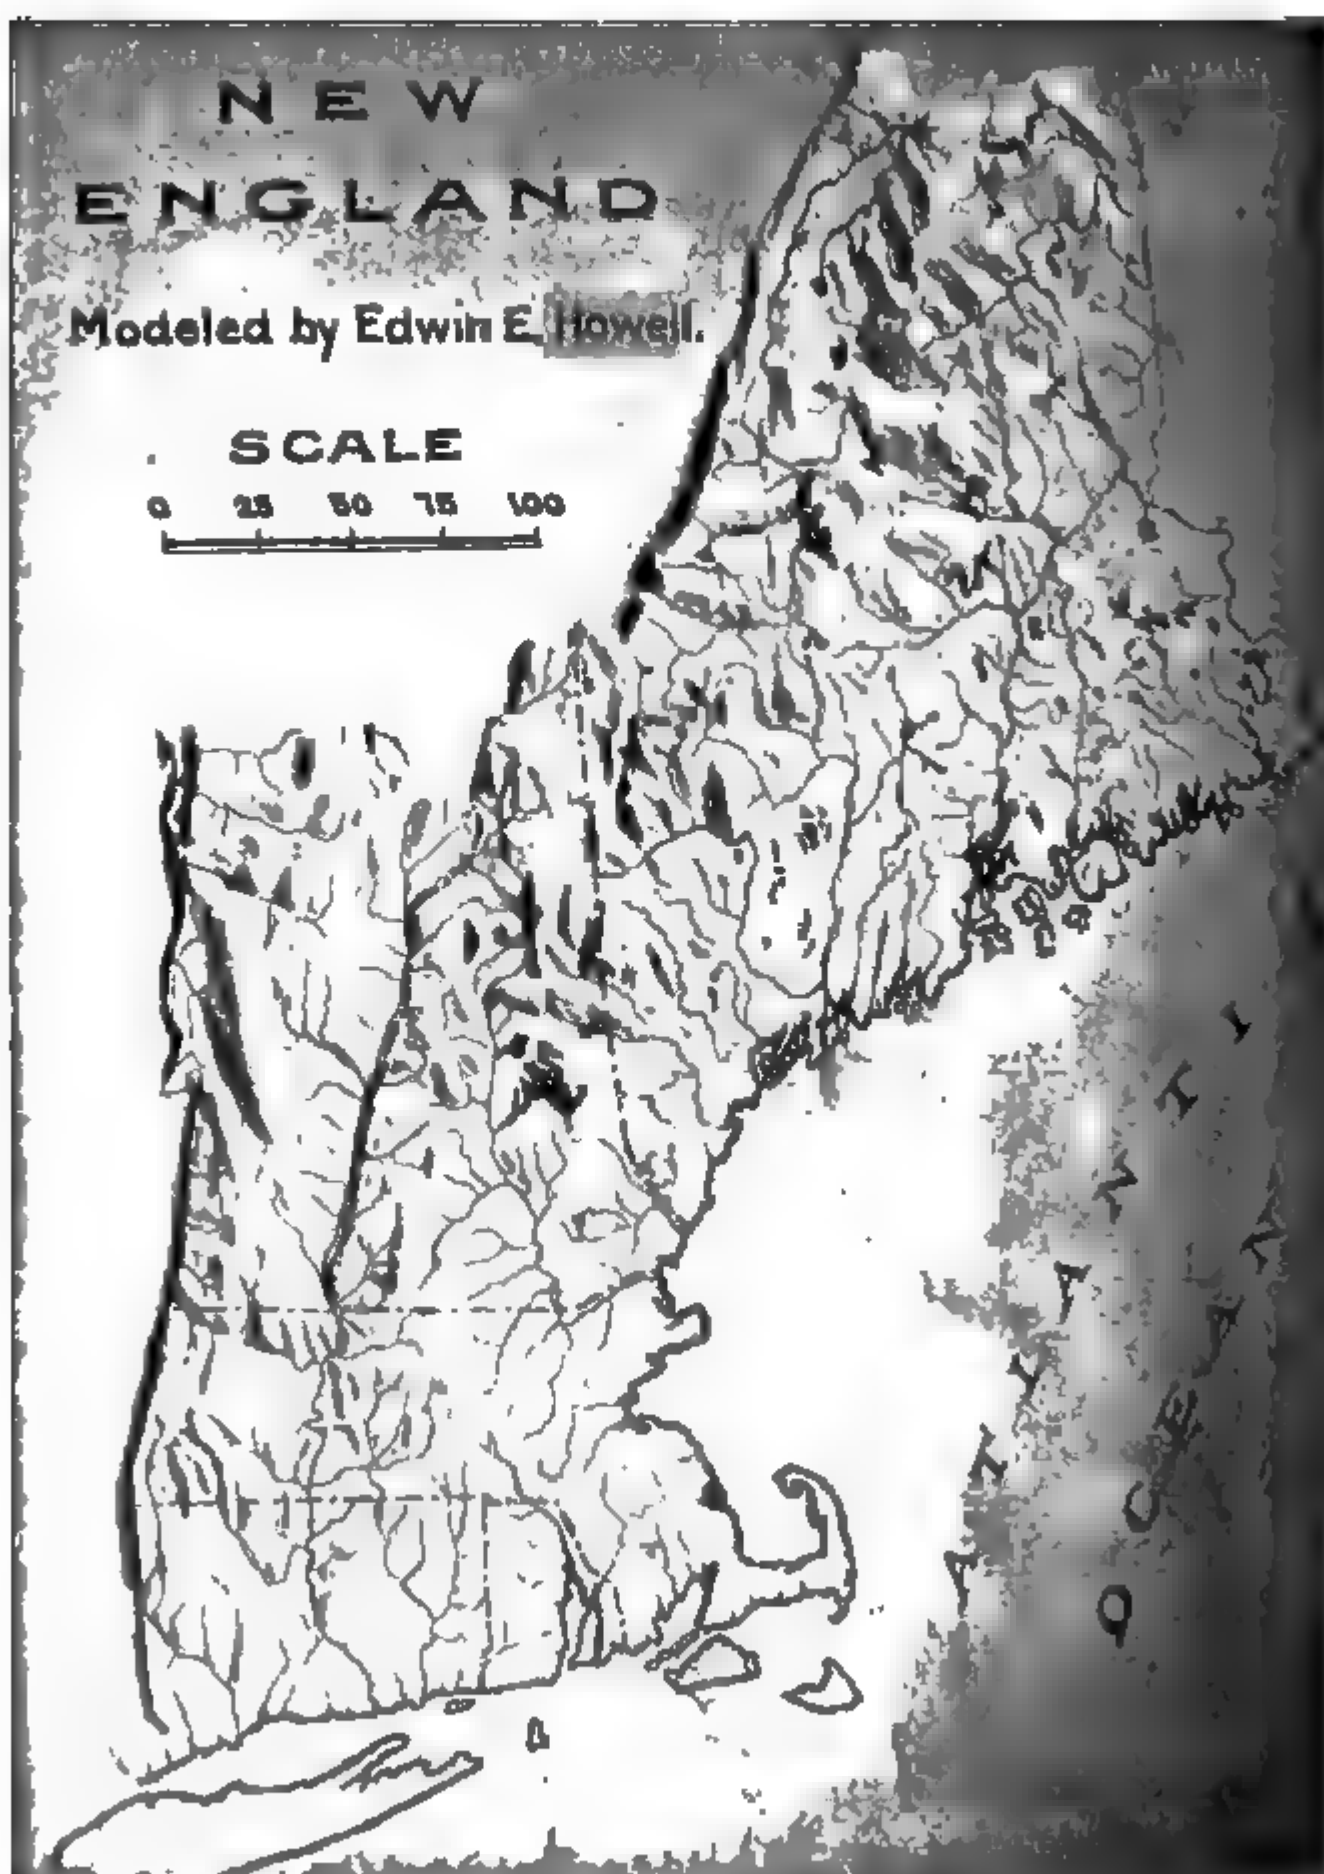 NEW
ENGLAND
Modeled by Edwin E. Howell.
SCALE
0 25 50 75 100
ATLANTIC
OCEAN